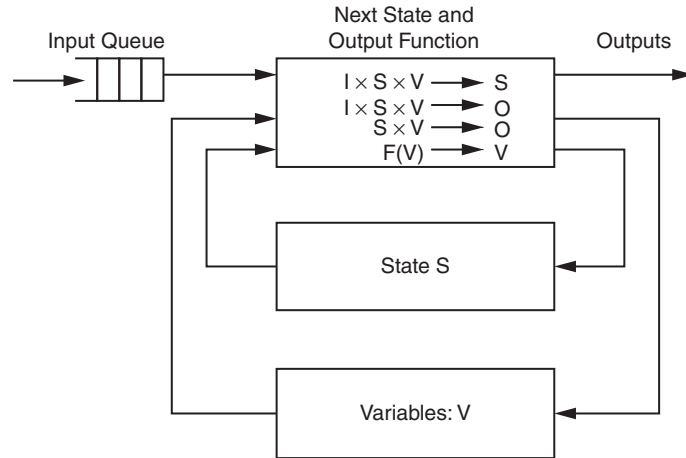 Next State and
Input Queue Output Function Outputs
I × S × V S
I × S × V O
S × V O
F(V) V
State S
Variables: V